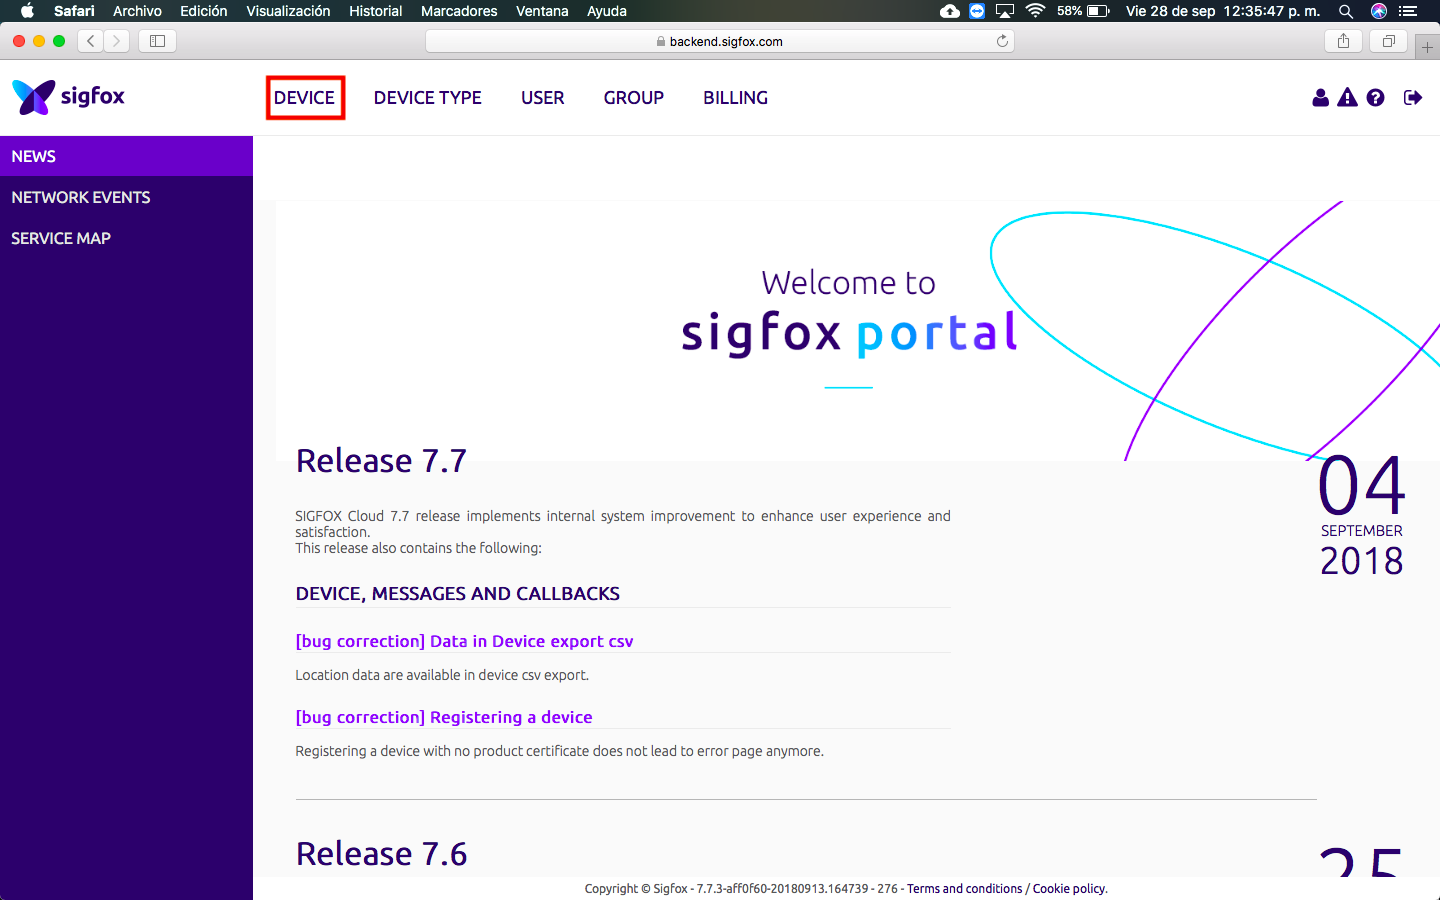 Safari Archivo Edición Visualización Historial Marcadores Ventana Ayuda 58% Vie 28 de sep 12:35:47 p. m.
backend.sigfox.com
sigfox DEVICE DEVICE TYPE USER GROUP BILLING
NEWS
NETWORK EVENTS
SERVICE MAP
Welcome to
sigfox portal
Release 7.7
04
SEPTEMBER
2018
SIGFOX Cloud 7.7 release implements internal system improvement to enhance user experience and
satisfaction.
This release also contains the following:
DEVICE, MESSAGES AND CALLBACKS
[bug correction] Data in Device export csv
Location data are available in device csv export.
[bug correction] Registering a device
Registering a device with no product certificate does not lead to error page anymore.
Release 7.6
25
Copyright © Sigfox - 7.7.3-aff0f60-20180913.164739 - 276 - Terms and conditions / Cookie policy.